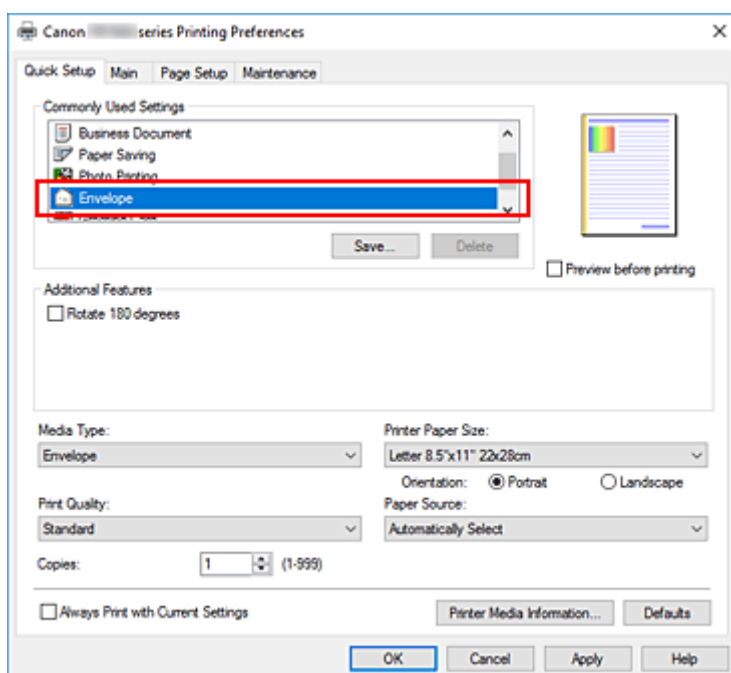 Canon series Printing Preferences
Quick Setup Main Page Setup Maintenance
Commonly Used Settings
Business Document
Paper Saving
Photo Printing
Envelope
Save... Delete
Preview before printing
Additional Features
Rotate 180 degrees
Media Type: Printer Paper Size:
Envelope Letter 8.5"x11" 22x28cm
Orientation: Portrait Landscape
Print Quality: Paper Source:
Standard Automatically Select
Copies: 1 (1-999)
Always Print with Current Settings Printer Media Information... Defaults
OK Cancel Apply Help